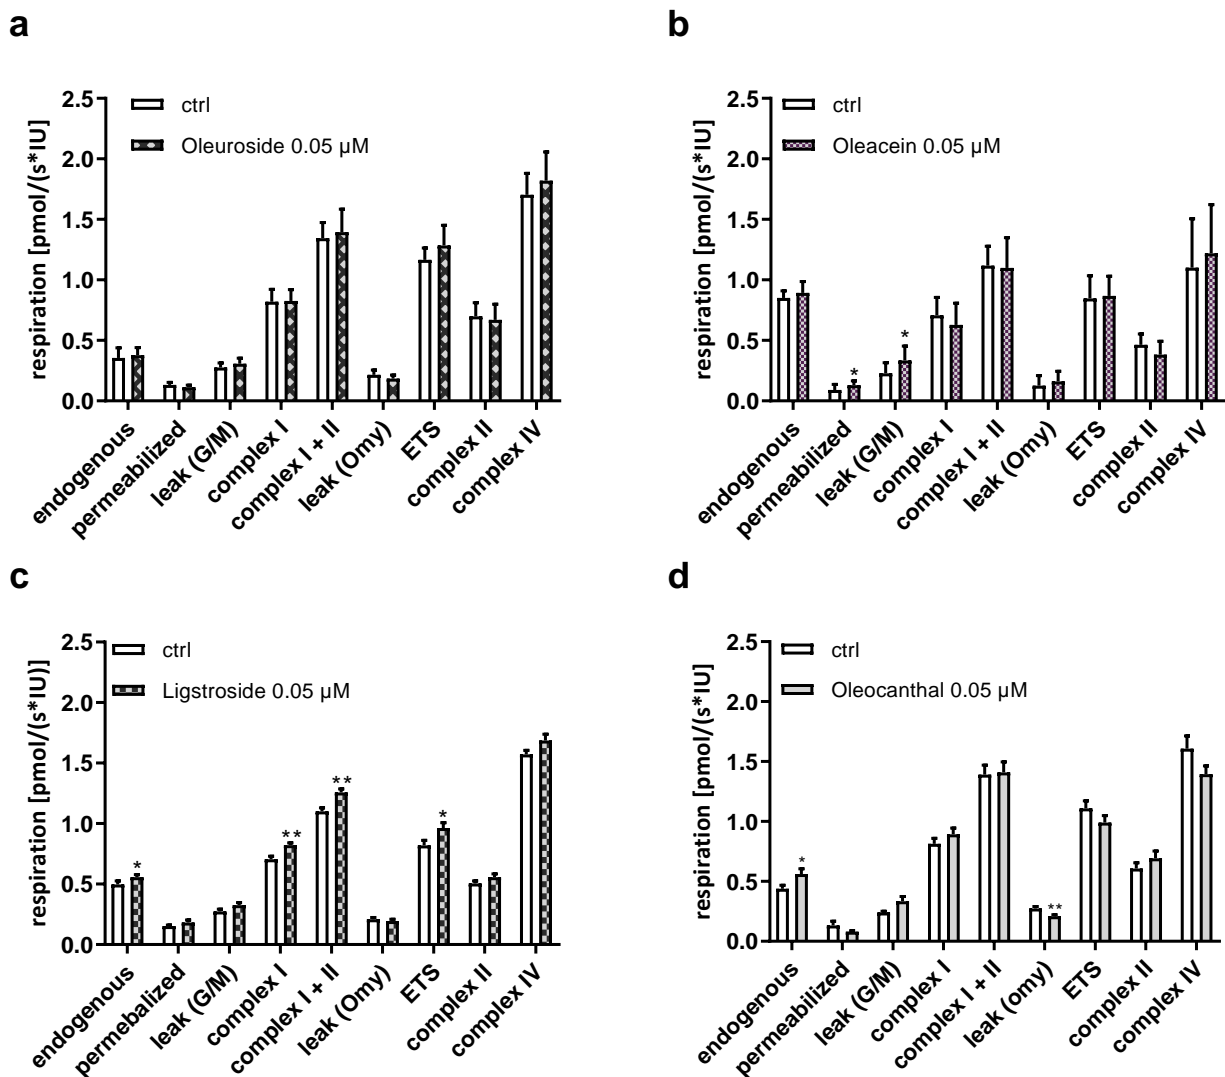 a
respiration [pmol/(s*IU]
2.5
2.0
1.5
1.0
0.5
0.0
ctrl
Oleuroside 0.05 µM
endogenous
permeabilized
leak (G/M)
complex I
complex I + II
leak (Omy)
ETS
complex II
complex IV
b
respiration [pmol/(s*IU]
2.5
2.0
1.5
1.0
0.5
0.0
ctrl
Oleacein 0.05 µM
*
*
endogenous
permeabilized
leak (G/M)
complex I
complex I + II
leak (Omy)
ETS
complex II
complex IV
c
respiration [pmol/(s*IU)]
2.5
2.0
1.5
1.0
0.5
0.0
ctrl
Ligstroside 0.05 µM
*
**
**
*
endogenous
permebalized
leak (G/M)
complex I
complex I + II
leak (Omy)
ETS
complex II
complex IV
d
respiration [pmol/(s*IU]
2.5
2.0
1.5
1.0
0.5
0.0
ctrl
Oleocanthal 0.05 µM
*
**
endogenous
permeabilized
leak (G/M)
complex I
complex I + II
leak (omy)
ETS
complex II
complex IV